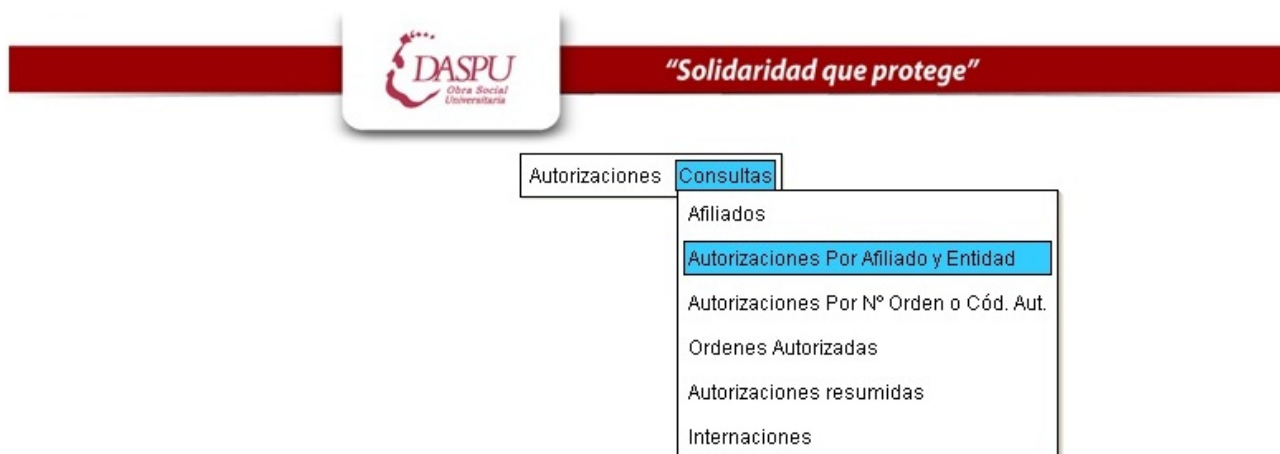 DASPU
Obra Social
Universitaria
“Solidaridad que protege”
Autorizaciones Consultas
Afiliados
Autorizaciones Por Afiliado y Entidad
Autorizaciones Por Nº Orden o Cód. Aut.
Ordenes Autorizadas
Autorizaciones resumidas
Internaciones